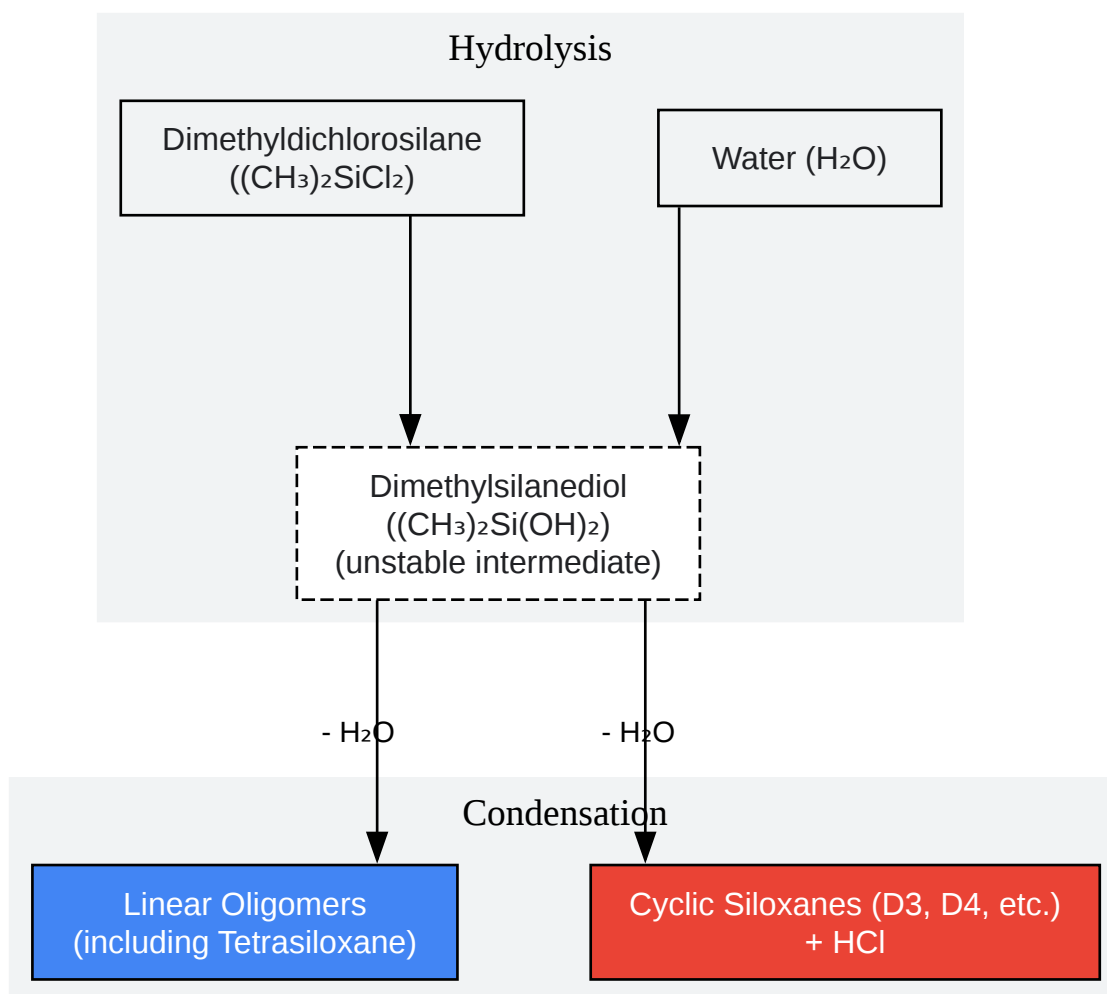 Hydrolysis
Dimethyldichlorosilane
((CH₃)₂SiCl₂)
Water (H₂O)
Dimethylsilanediol
((CH₃)₂Si(OH)₂)
(unstable intermediate)
- H₂O
- H₂O
Condensation
Linear Oligomers
(including Tetrasiloxane)
Cyclic Siloxanes (D3, D4, etc.)
+ HCl